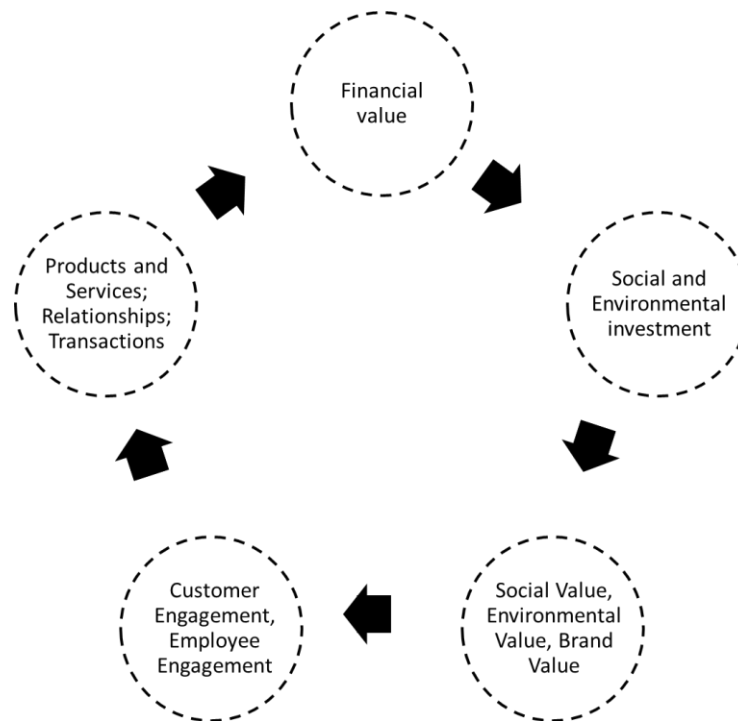 Financial
value
Social and
Environmental
investment
Social Value,
Environmental
Value, Brand
Value
Customer
Engagement,
Employee
Engagement
Products and
Services;
Relationships;
Transactions